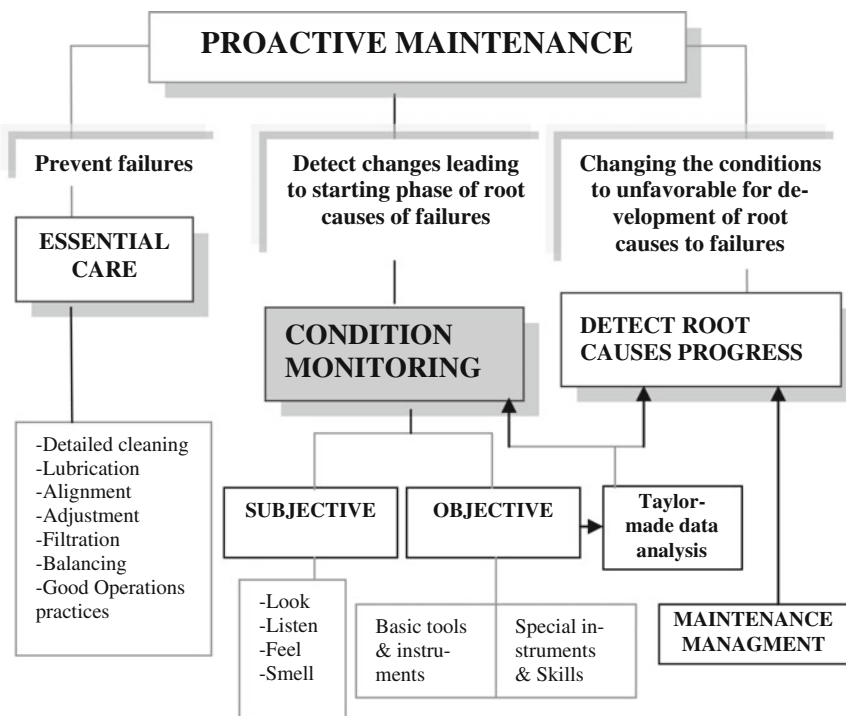 PROACTIVE MAINTENANCE
Prevent failures
Detect changes leading
to starting phase of root
causes of failures
Changing the conditions
to unfavorable for de-
velopment of root
causes to failures
ESSENTIAL
CARE
CONDITION
MONITORING
DETECT ROOT
CAUSES PROGRESS
-Detailed cleaning
-Lubrication
-Alignment
-Adjustment
-Filtration
-Balancing
-Good Operations
practices
SUBJECTIVE
OBJECTIVE
Taylor-
made data
analysis
-Look
-Listen
-Feel
-Smell
Basic tools
& instru-
ments
Special in-
struments
& Skills
MAINTENANCE
MANAGMENT